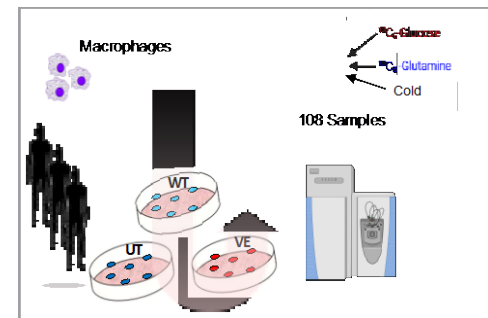 Macrophages
¹³C₆-Glucose
¹³C₅-Glutamine
Cold
108 Samples
WT
UT
VE